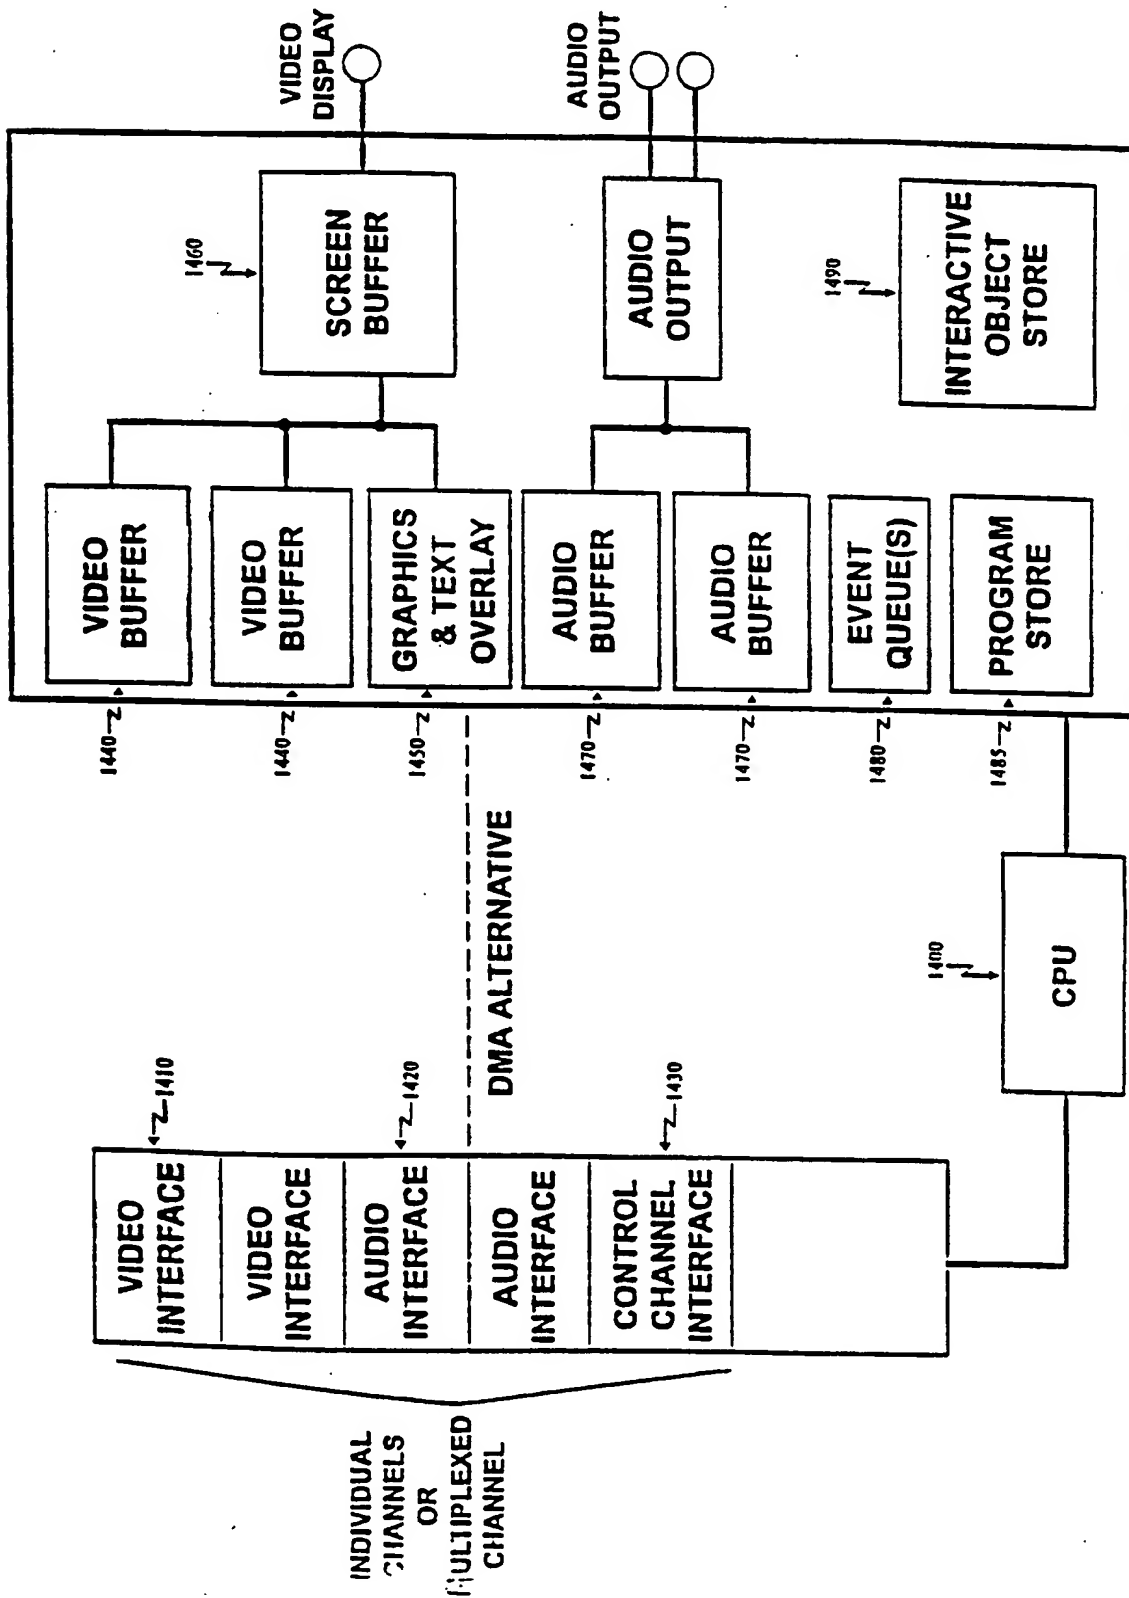 INDIVIDUAL
CHANNELS
OR
MULTIPLEXED
CHANNEL
VIDEO
INTERFACE
1410
VIDEO
INTERFACE
AUDIO
INTERFACE
1420
AUDIO
INTERFACE
CONTROL
CHANNEL
INTERFACE
1430
DMA ALTERNATIVE
1400
CPU
1440
VIDEO
BUFFER
1440
VIDEO
BUFFER
1450
GRAPHICS
& TEXT
OVERLAY
1470
AUDIO
BUFFER
1470
AUDIO
BUFFER
1480
EVENT
QUEUE(S)
1485
PROGRAM
STORE
1460
SCREEN
BUFFER
AUDIO
OUTPUT
1490
INTERACTIVE
OBJECT
STORE
VIDEO
DISPLAY
AUDIO
OUTPUT